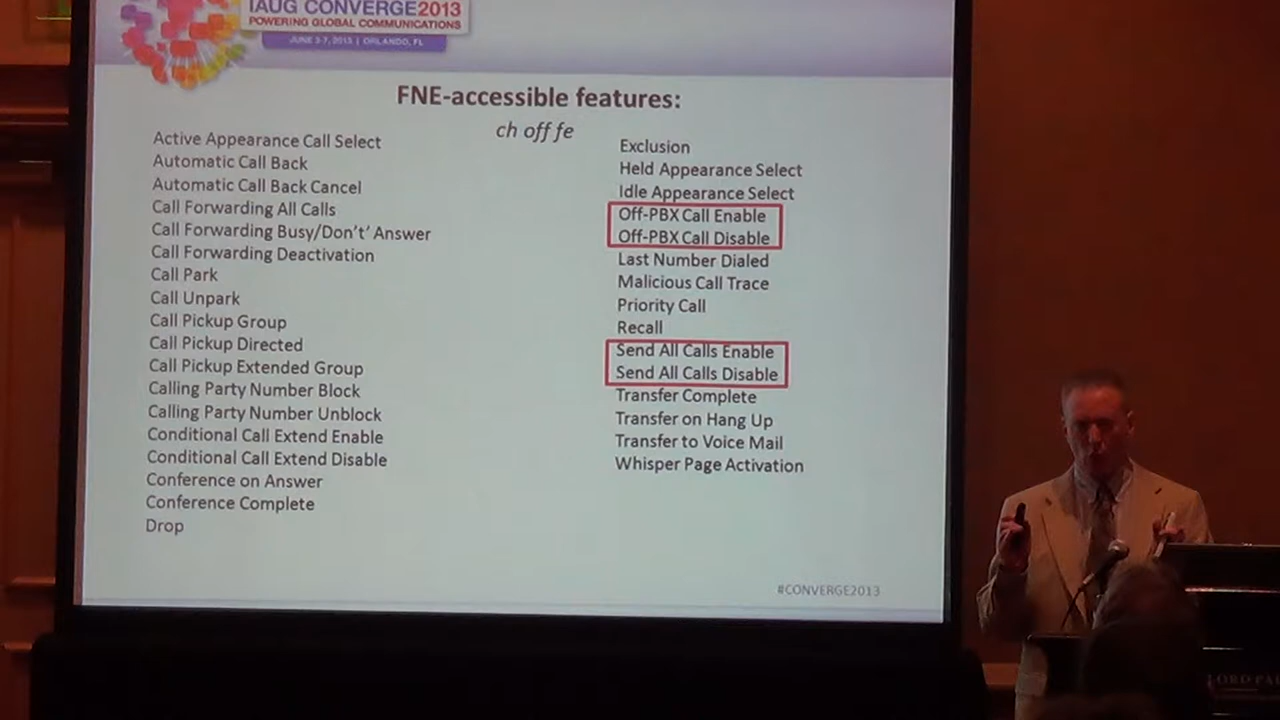 IAUG CONVERGE2013
POWERING GLOBAL COMMUNICATIONS
JUNE 3-7, 2013 | ORLANDO, FL
FNE-accessible features:
ch off fe
Active Appearance Call Select
Automatic Call Back
Automatic Call Back Cancel
Call Forwarding All Calls
Call Forwarding Busy/Don't' Answer
Call Forwarding Deactivation
Call Park
Call Unpark
Call Pickup Group
Call Pickup Directed
Call Pickup Extended Group
Calling Party Number Block
Calling Party Number Unblock
Conditional Call Extend Enable
Conditional Call Extend Disable
Conference on Answer
Conference Complete
Drop
Exclusion
Held Appearance Select
Idle Appearance Select
Off-PBX Call Enable
Off-PBX Call Disable
Last Number Dialed
Malicious Call Trace
Priority Call
Recall
Send All Calls Enable
Send All Calls Disable
Transfer Complete
Transfer on Hang Up
Transfer to Voice Mail
Whisper Page Activation
#CONVERGE2013